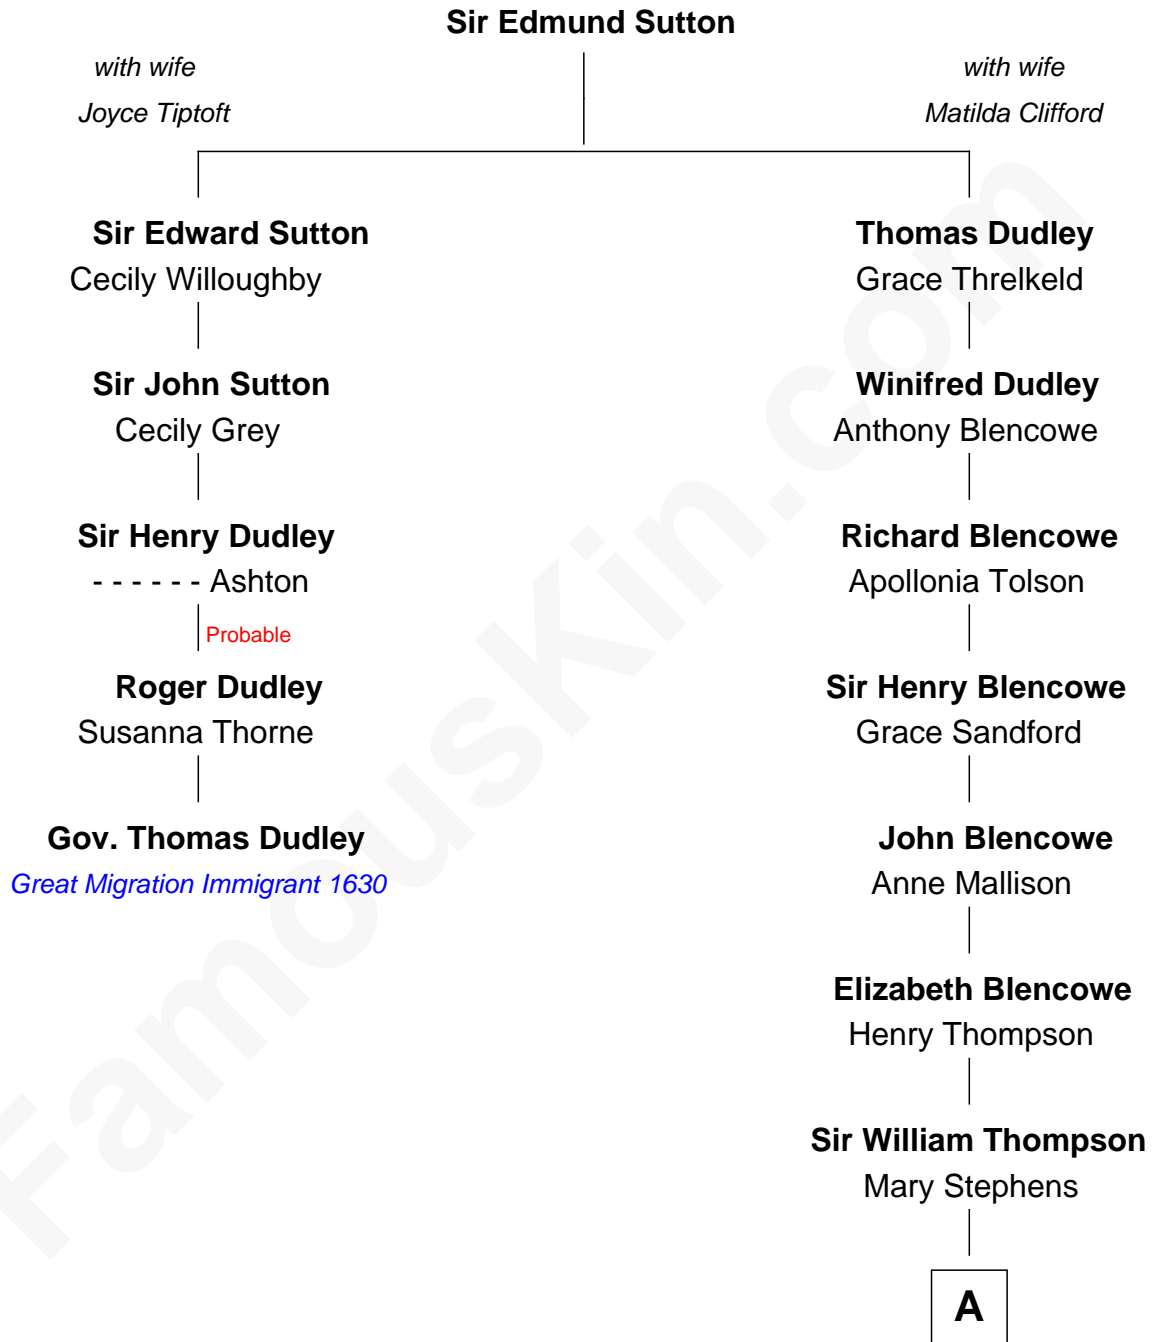 Sir Edmund Sutton
with wife
Joyce Tiptoft
with wife
Matilda Clifford
Sir Edward Sutton
Cecily Willoughby
Thomas Dudley
Grace Threlkeld
Sir John Sutton
Cecily Grey
Winifred Dudley
Anthony Blencowe
Sir Henry Dudley
- - - - - - Ashton
Probable
Richard Blencowe
Apollonia Tolson
Roger Dudley
Susanna Thorne
Sir Henry Blencowe
Grace Sandford
Gov. Thomas Dudley
Great Migration Immigrant 1630
John Blencowe
Anne Mallison
Elizabeth Blencowe
Henry Thompson
Sir William Thompson
Mary Stephens
A
FamousKin.com